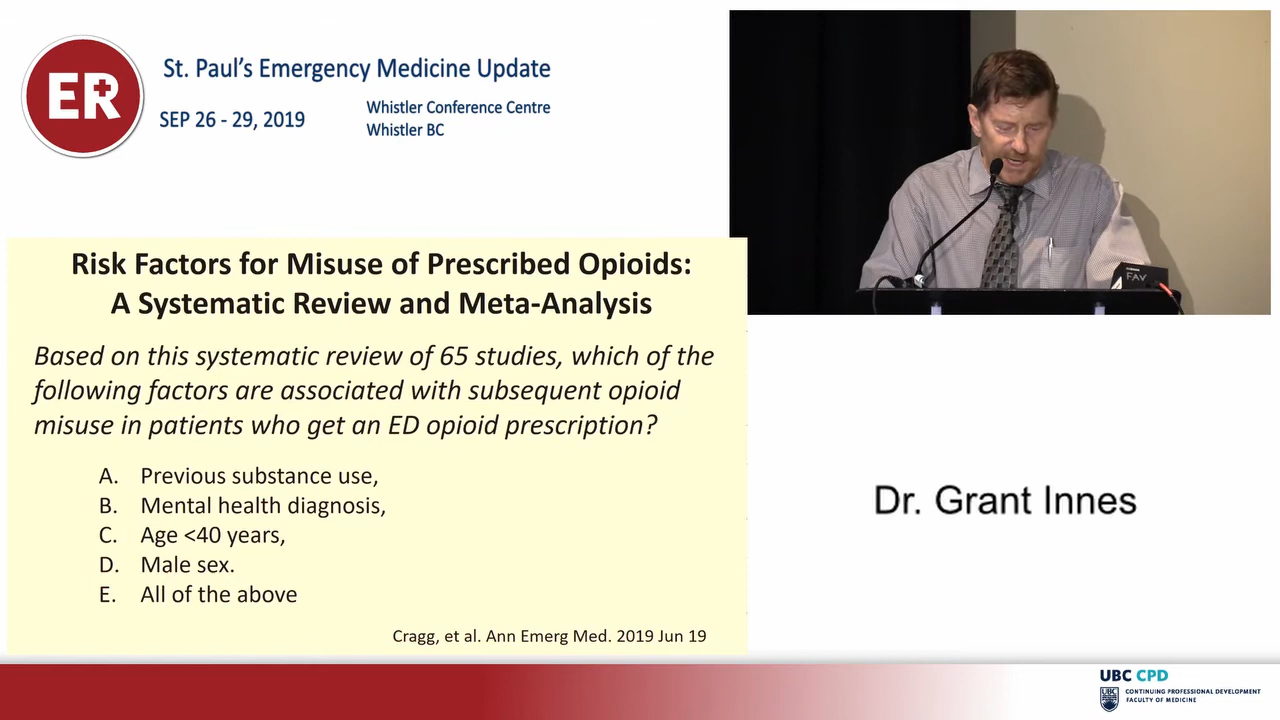 ER
St. Paul's Emergency Medicine Update
SEP 26 - 29, 2019
Whistler Conference Centre
Whistler BC
Risk Factors for Misuse of Prescribed Opioids:
A Systematic Review and Meta-Analysis
Based on this systematic review of 65 studies, which of the
following factors are associated with subsequent opioid
misuse in patients who get an ED opioid prescription?
A. Previous substance use,
B. Mental health diagnosis,
C. Age <40 years,
D. Male sex.
E. All of the above
Cragg, et al. Ann Emerg Med. 2019 Jun 19
FAV
Dr. Grant Innes
UBC CPD
CONTINUING PROFESSIONAL DEVELOPMENT
FACULTY OF MEDICINE